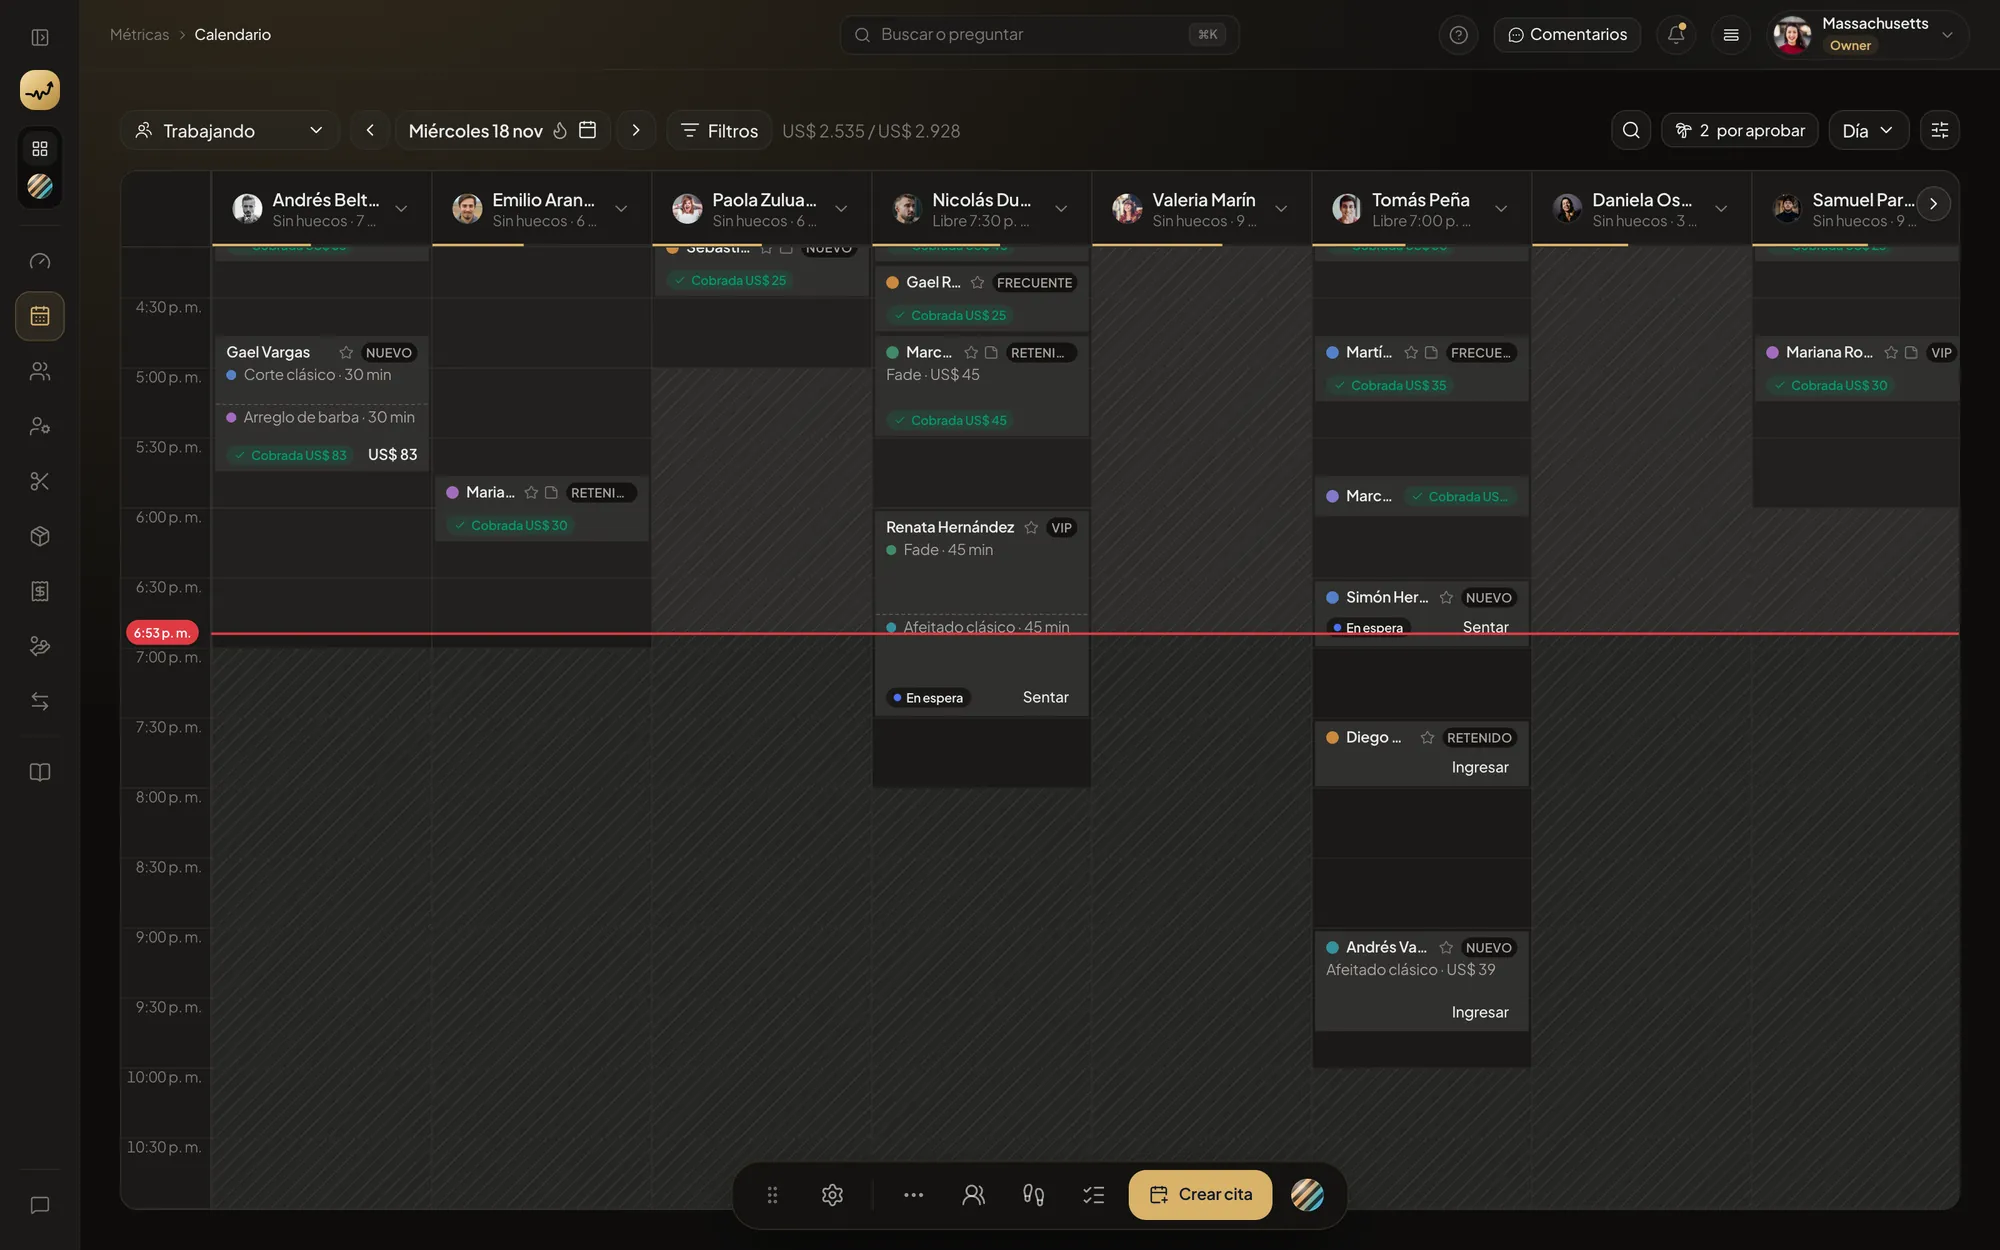 Métricas > Calendario
Buscar o preguntar ⌘K
Comentarios
Massachusetts
Owner
Trabajando
Miércoles 18 nov
Filtros
US$ 2.535 / US$ 2.928
2 por aprobar
Día
Andrés Belt...
Sin huecos · 7 ...
Emilio Aran...
Sin huecos · 6 ...
Paola Zulua...
Sin huecos · 6 ...
Nicolás Du...
Libre 7:30 p. ...
Valeria Marín
Sin huecos · 9 ...
Tomás Peña
Libre 7:00 p. ...
Daniela Os...
Sin huecos · 3 ...
Samuel Par...
Sin huecos · 9 ...
4:30 p. m.
5:00 p. m.
5:30 p. m.
6:00 p. m.
6:30 p. m.
6:53 p. m.
7:00 p. m.
7:30 p. m.
8:00 p. m.
8:30 p. m.
9:00 p. m.
9:30 p. m.
10:00 p. m.
10:30 p. m.
Gael Vargas NUEVO
Corte clásico · 30 min
Arreglo de barba · 30 min
Cobrada US$ 83 US$ 83
Maria... RETENI...
Cobrada US$ 30
Sebasti... NUEVO
Cobrada US$ 25
Gael R... FRECUENTE
Cobrada US$ 25
Marc... RETENI...
Fade · US$ 45
Cobrada US$ 45
Renata Hernández VIP
Fade · 45 min
Afeitado clásico · 45 min
En espera Sentar
Martí... FRECUE...
Cobrada US$ 35
Marc... Cobrada US...
Simón Her... NUEVO
En espera Sentar
Diego ... RETENIDO
Ingresar
Andrés Va... NUEVO
Afeitado clásico · US$ 39
Ingresar
Mariana Ro... VIP
Cobrada US$ 30
Crear cita